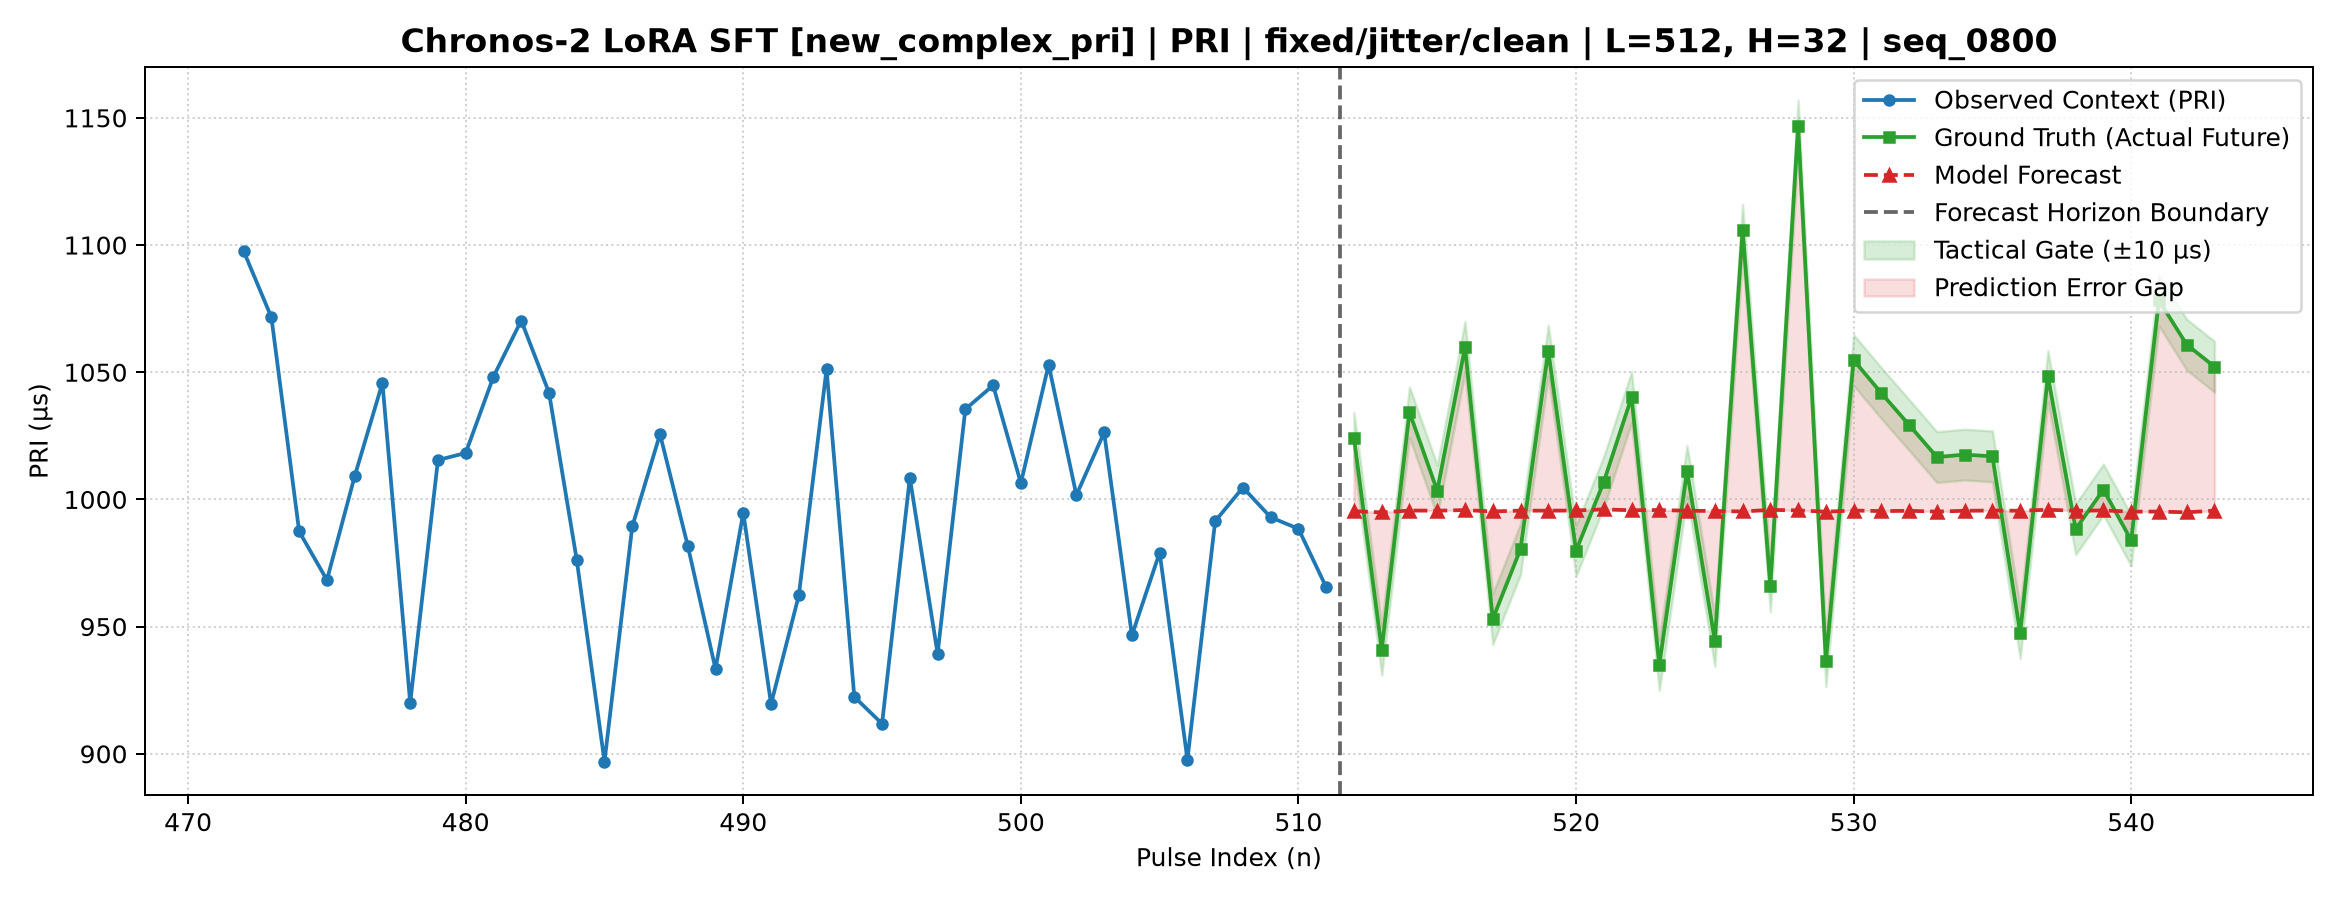 Chronos-2 LoRA SFT [new_complex_pri] | PRI | fixed/jitter/clean | L=512, H=32 | seq_0800
Observed Context (PRI)
Ground Truth (Actual Future)
Model Forecast
Forecast Horizon Boundary
Tactical Gate (±10 μs)
Prediction Error Gap
PRI (μs)
1150
1100
1050
1000
950
900
470
480
490
500
510
520
530
540
Pulse Index (n)